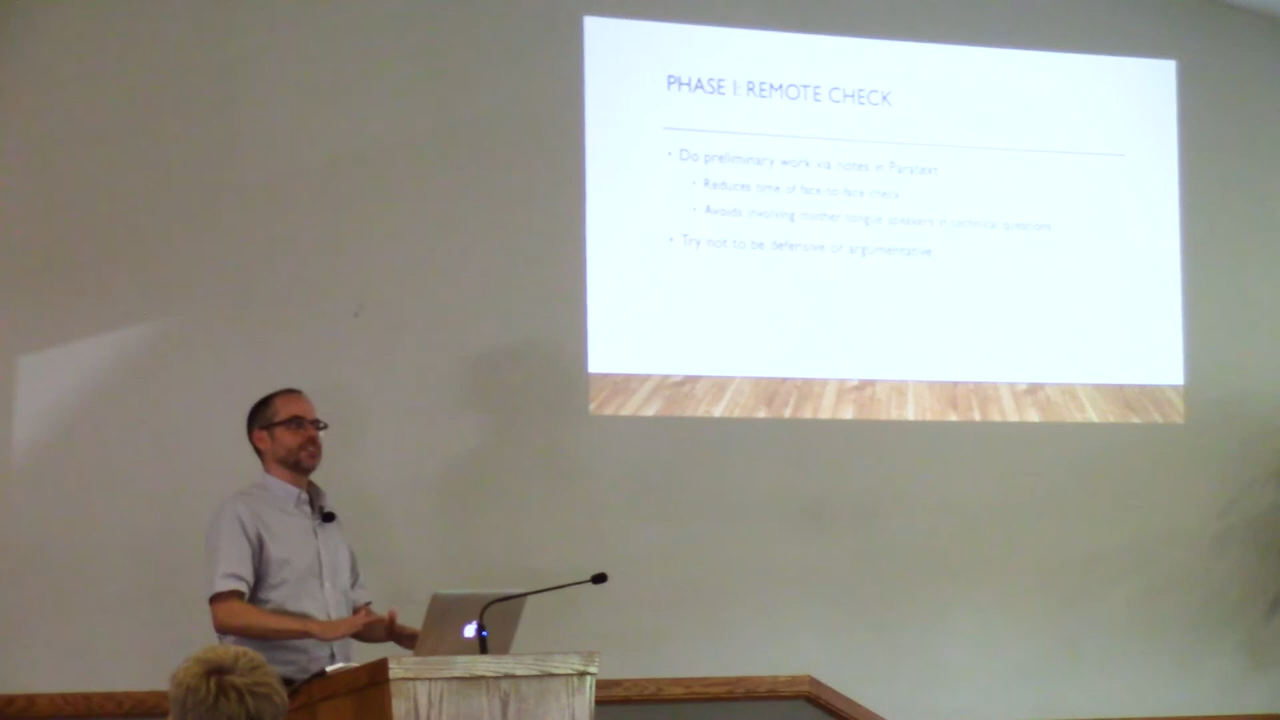 PHASE 1: REMOTE CHECK
• Do preliminary work via notes in Paratext
• Reduces time of face-to-face check
• Avoids involving mother tongue speakers in technical questions
• Try not to be defensive or argumentative